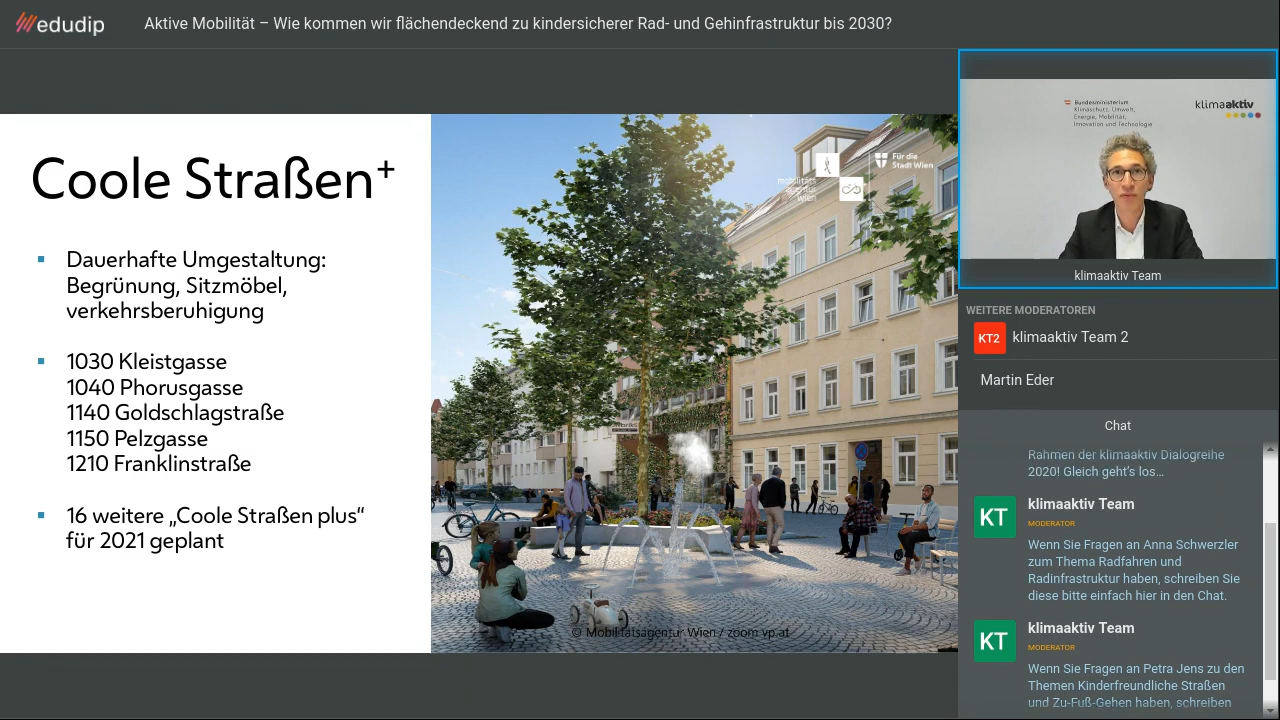 edudip
Aktive Mobilität – Wie kommen wir flächendeckend zu kindersicherer Rad- und Gehinfrastruktur bis 2030?
Coole Straßen⁺
Dauerhafte Umgestaltung:
Begrünung, Sitzmöbel,
verkehrsberuhigung
1030 Kleistgasse
1040 Phorusgasse
1140 Goldschlagstraße
1150 Pelzgasse
1210 Franklinstraße
16 weitere „Coole Straßen plus“
für 2021 geplant
mobilitäts
agentur
wien
Für die
Stadt Wien
© Mobilitätsagentur Wien / zoom vp.at
Bundesministerium
Klimaschutz, Umwelt,
Energie, Mobilität,
Innovation und Technologie
klimaaktiv
klimaaktiv Team
WEITERE MODERATOREN
KT2
klimaaktiv Team 2
Martin Eder
Chat
Rahmen der klimaaktiv Dialogreihe
2020! Gleich geht's los…
KT
klimaaktiv Team
MODERATOR
Wenn Sie Fragen an Anna Schwerzler
zum Thema Radfahren und
Radinfrastruktur haben, schreiben Sie
diese bitte einfach hier in den Chat.
KT
klimaaktiv Team
MODERATOR
Wenn Sie Fragen an Petra Jens zu den
Themen Kinderfreundliche Straßen
und Zu-Fuß-Gehen haben, schreiben